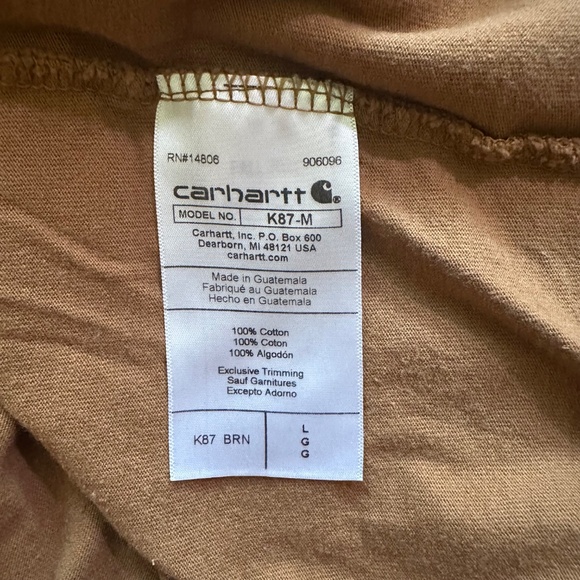 RN#14806 906096
carhartt
MODEL NO. K87-M
Carhartt, Inc. P.O. Box 600
Dearborn, MI 48121 USA
carhartt.com
Made in Guatemala
Fabriqué au Guatemala
Hecho en Guatemala
100% Cotton
100% Coton
100% Algodón
Exclusive Trimming
Sauf Garnitures
Excepto Adorno
K87 BRN
L
G
G